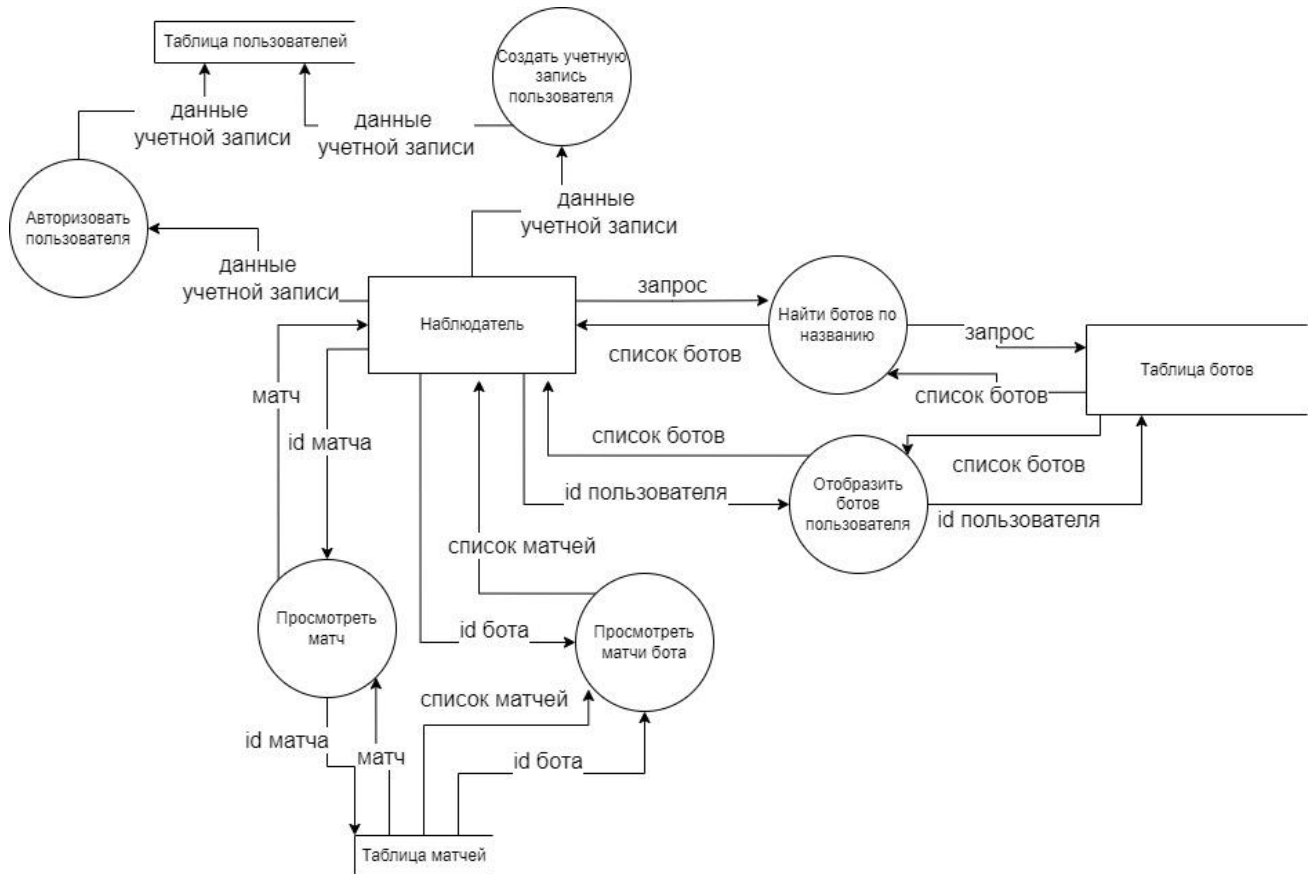 Таблица пользователей
Создать учетную
запись
пользователя
данные
учетной записи
данные
учетной записи
Авторизовать
пользователя
данные
учетной записи
данные
учетной записи
Наблюдатель
запрос
Найти ботов по
названию
запрос
список ботов
Таблица ботов
список ботов
матч
id матча
список ботов
список ботов
id пользователя
Отобразить
ботов
пользователя
id пользователя
список матчей
Просмотреть
матч
id бота
Просмотреть
матчи бота
список матчей
id матча
матч
id бота
Таблица матчей